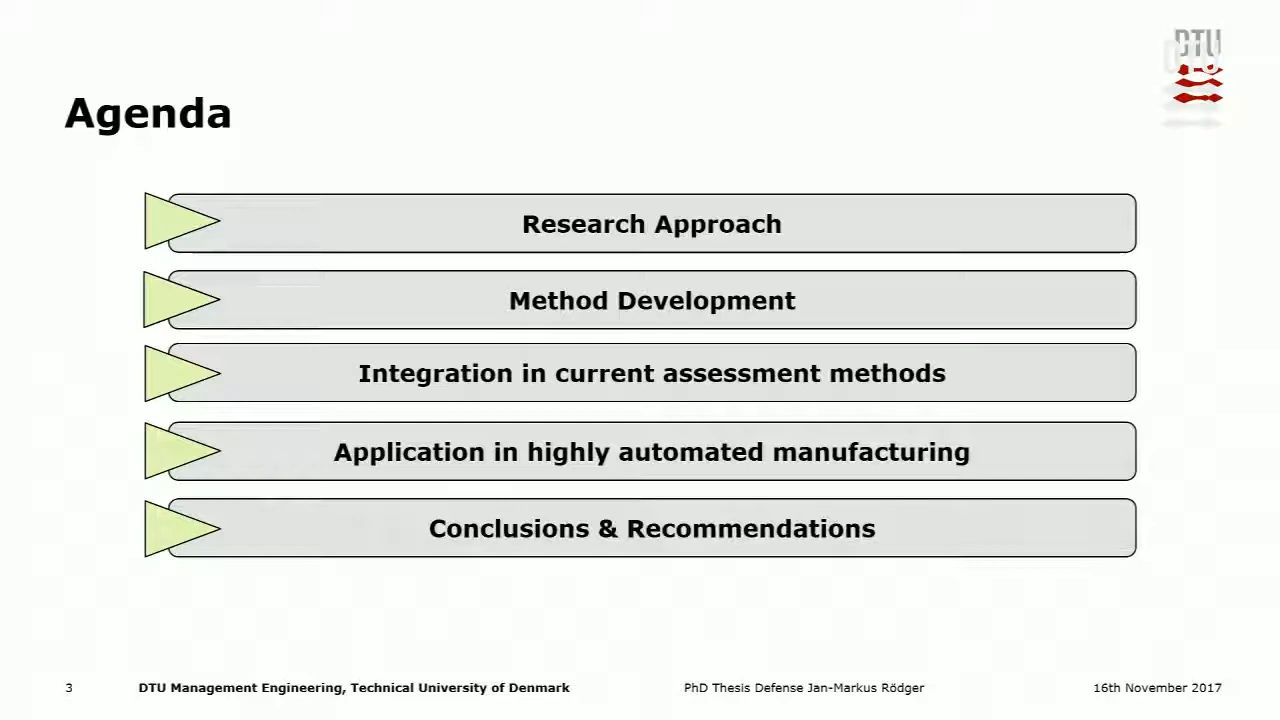 DTU
Agenda
Research Approach
Method Development
Integration in current assessment methods
Application in highly automated manufacturing
Conclusions & Recommendations
3 DTU Management Engineering, Technical University of Denmark PhD Thesis Defense Jan-Markus Rödger 16th November 2017